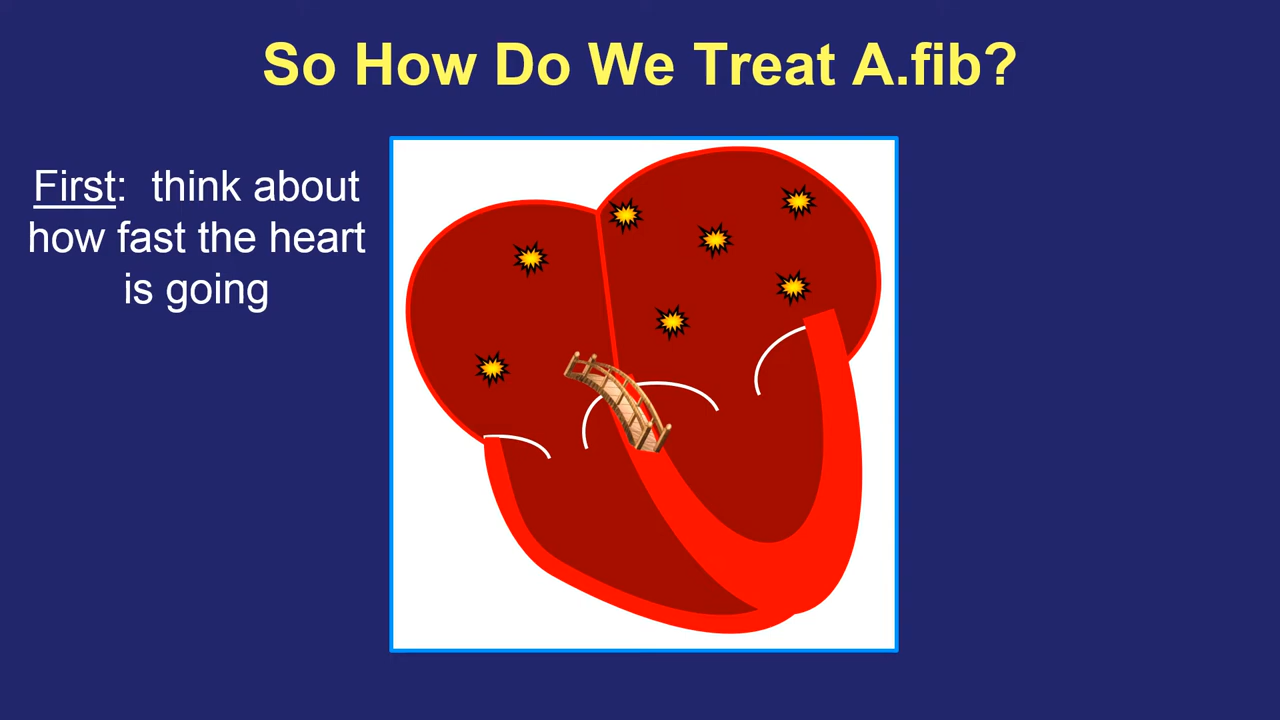 So How Do We Treat A.fib?
First: think about
how fast the heart
is going